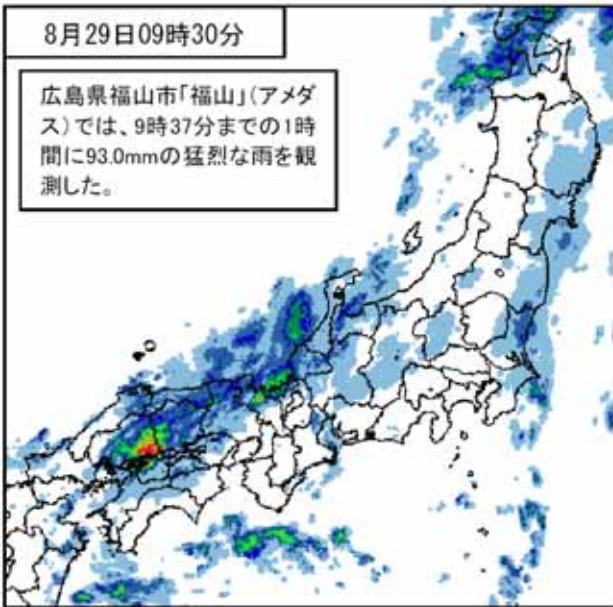 8月29日09時30分
広島県福山市「福山」(アメダ
ス)では、9時37分までの1時
間に93.0mmの猛烈な雨を観
測した。